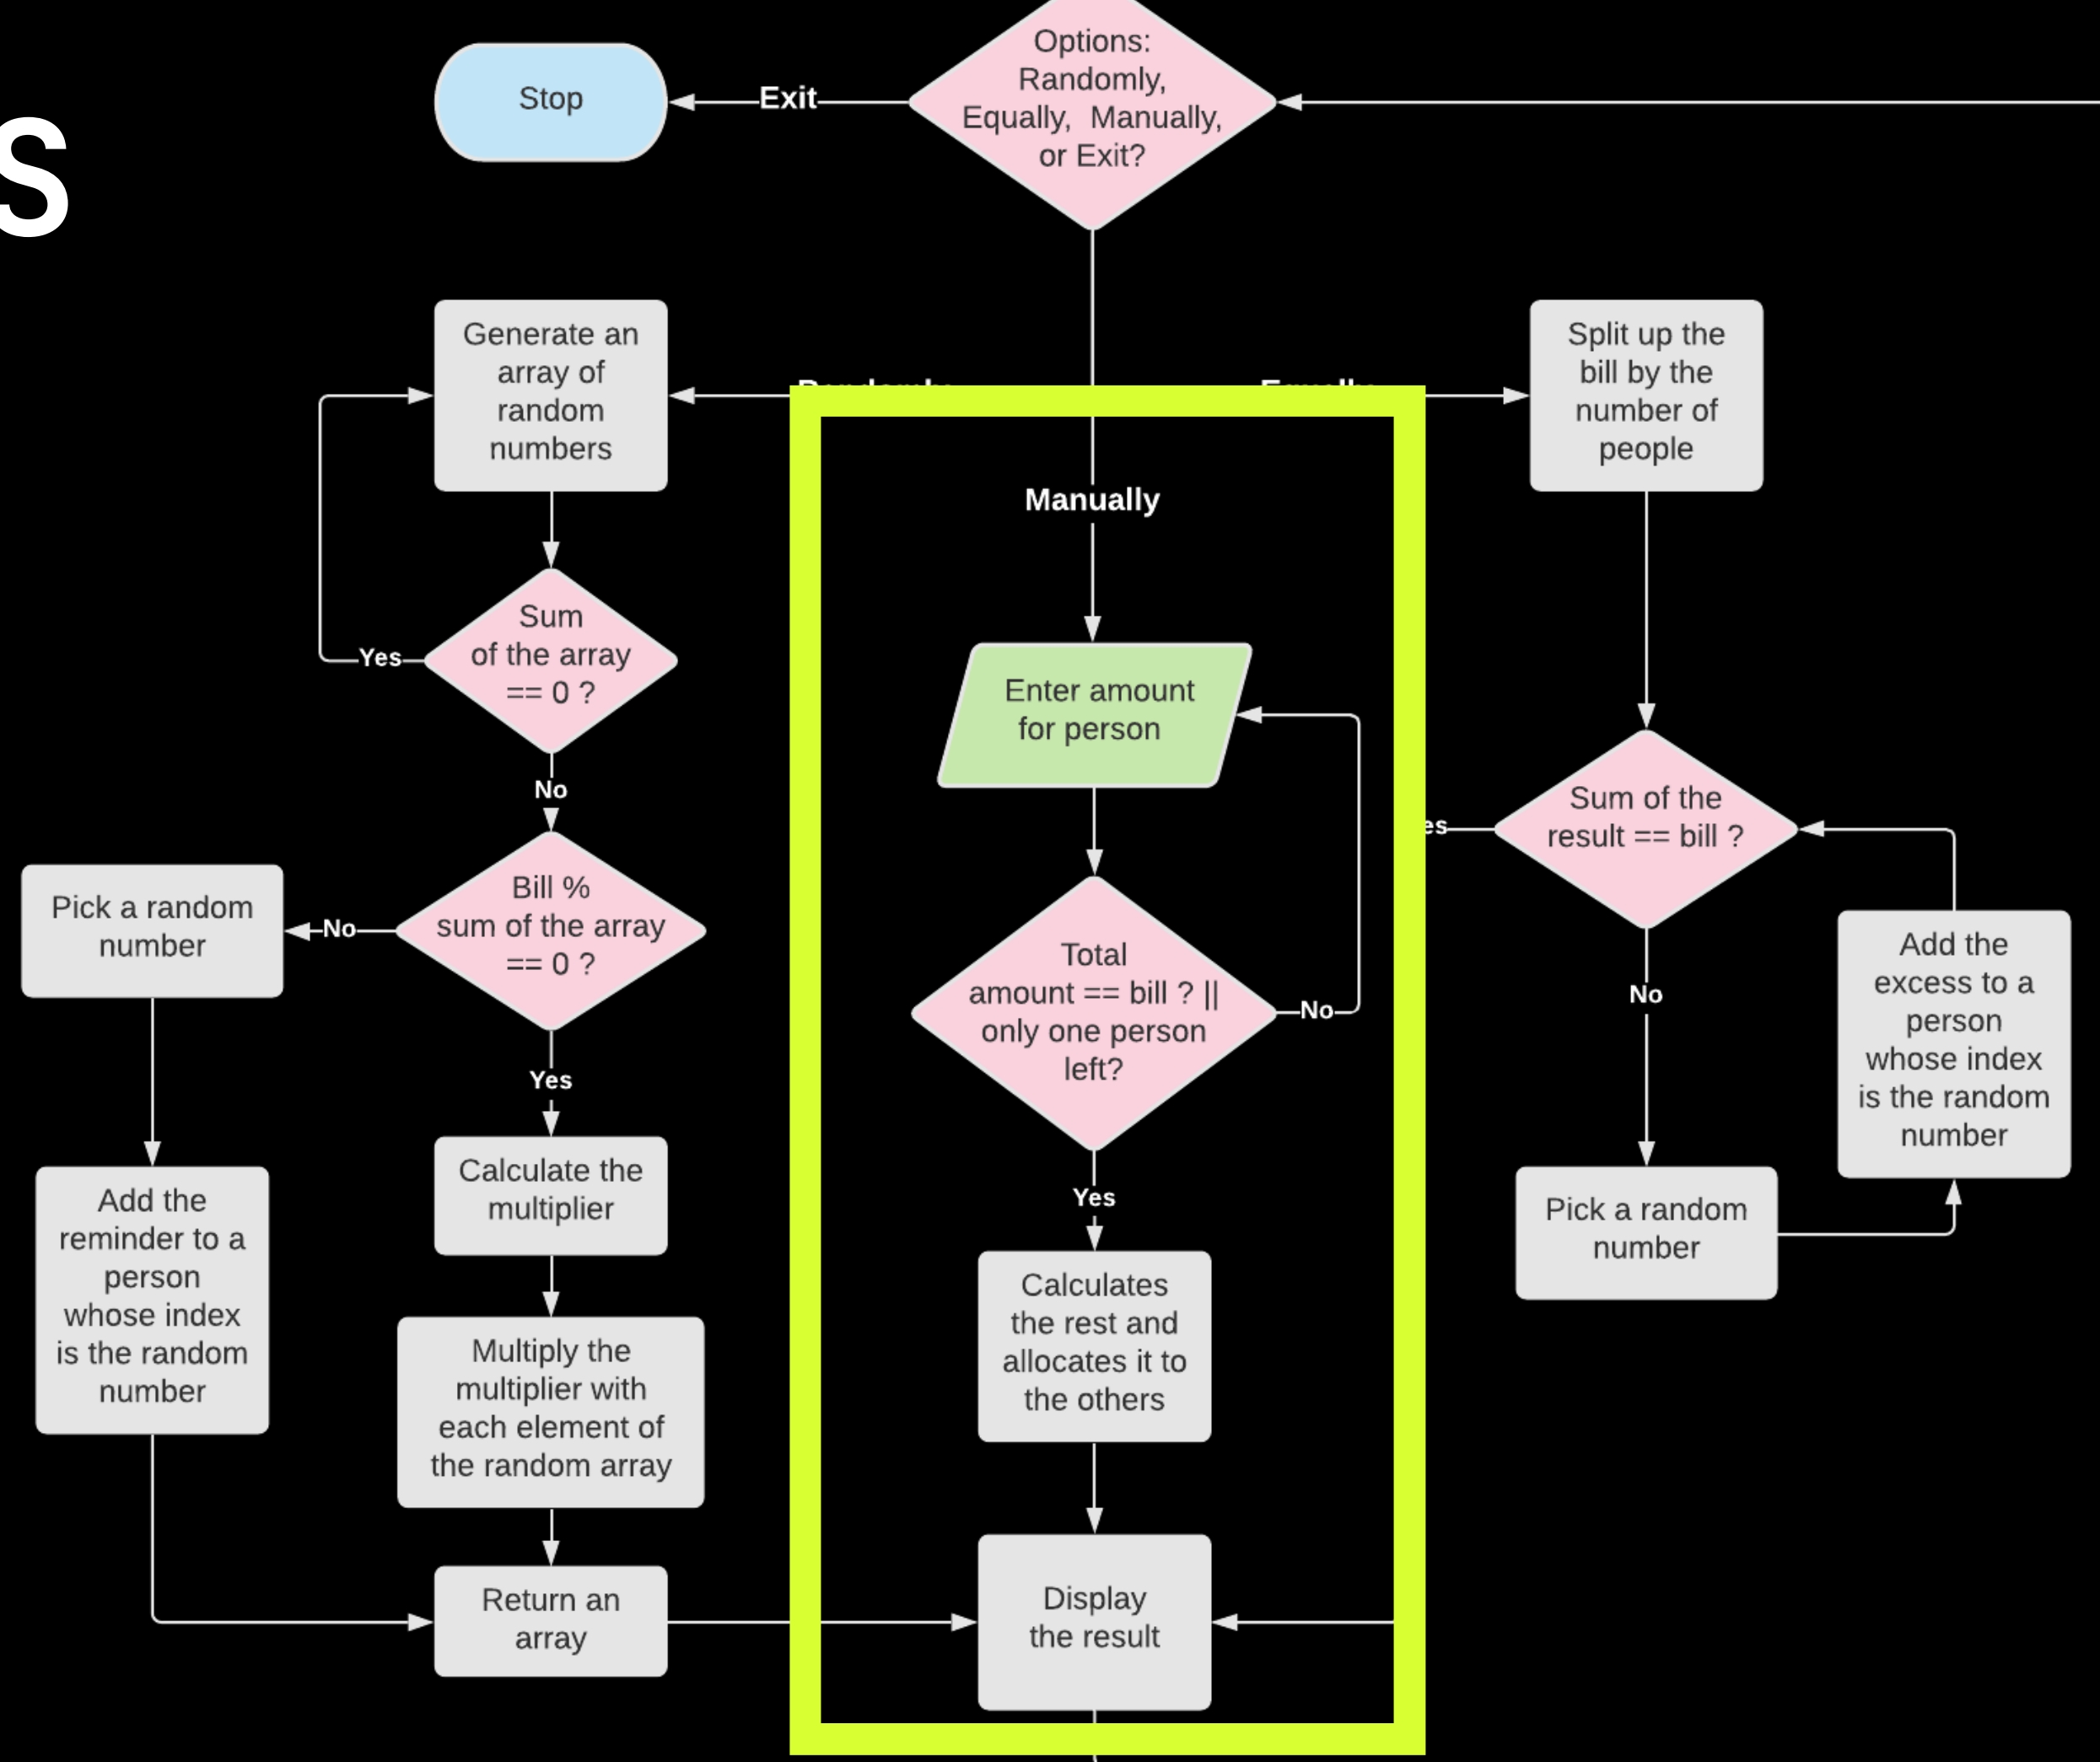 S
Options:
Randomly,
Equally, Manually,
or Exit?
Exit
Stop
Generate an
array of
random
numbers
Sum
of the array
== 0 ?
Yes
No
Bill %
sum of the array
== 0 ?
No
Pick a random
number
Add the
reminder to a
person
whose index
is the random
number
Yes
Calculate the
multiplier
Multiply the
multiplier with
each element of
the random array
Return an
array
Manually
Enter amount
for person
Total
amount == bill ? ||
only one person
left?
No
Yes
Calculates
the rest and
allocates it to
the others
Display
the result
Split up the
bill by the
number of
people
Sum of the
result == bill ?
es
No
Pick a random
number
Add the
excess to a
person
whose index
is the random
number